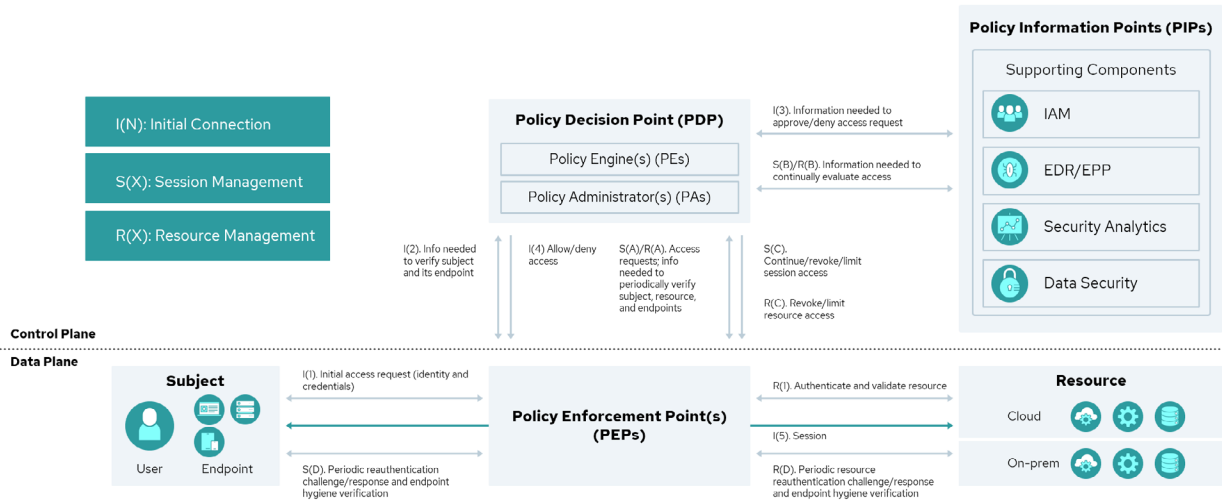 Policy Information Points (PIPs)
Supporting Components
IAM
EDR/EPP
Security Analytics
Data Security
I(N): Initial Connection
S(X): Session Management
R(X): Resource Management
Policy Decision Point (PDP)
Policy Engine(s) (PEs)
Policy Administrator(s) (PAs)
I(3). Information needed to
approve/deny access request
S(B)/R(B). Information needed to
continually evaluate access
I(2). Info needed
to verify subject
and its endpoint
I(4) Allow/deny
access
S(A)/R(A). Access
requests; info
needed to
periodically verify
subject, resource,
and endpoints
S(C).
Continue/revoke/limit
session access
R(C). Revoke/limit
resource access
Control Plane
Data Plane
Subject
User
Endpoint
I(1). Initial access request (identity and
credentials)
S(D). Periodic reauthentication
challenge/response and endpoint
hygiene verification
Policy Enforcement Point(s)
(PEPs)
R(1). Authenticate and validate resource
I(5). Session
R(D). Periodic resource
reauthentication challenge/response
and endpoint hygiene verification
Resource
Cloud
On-prem